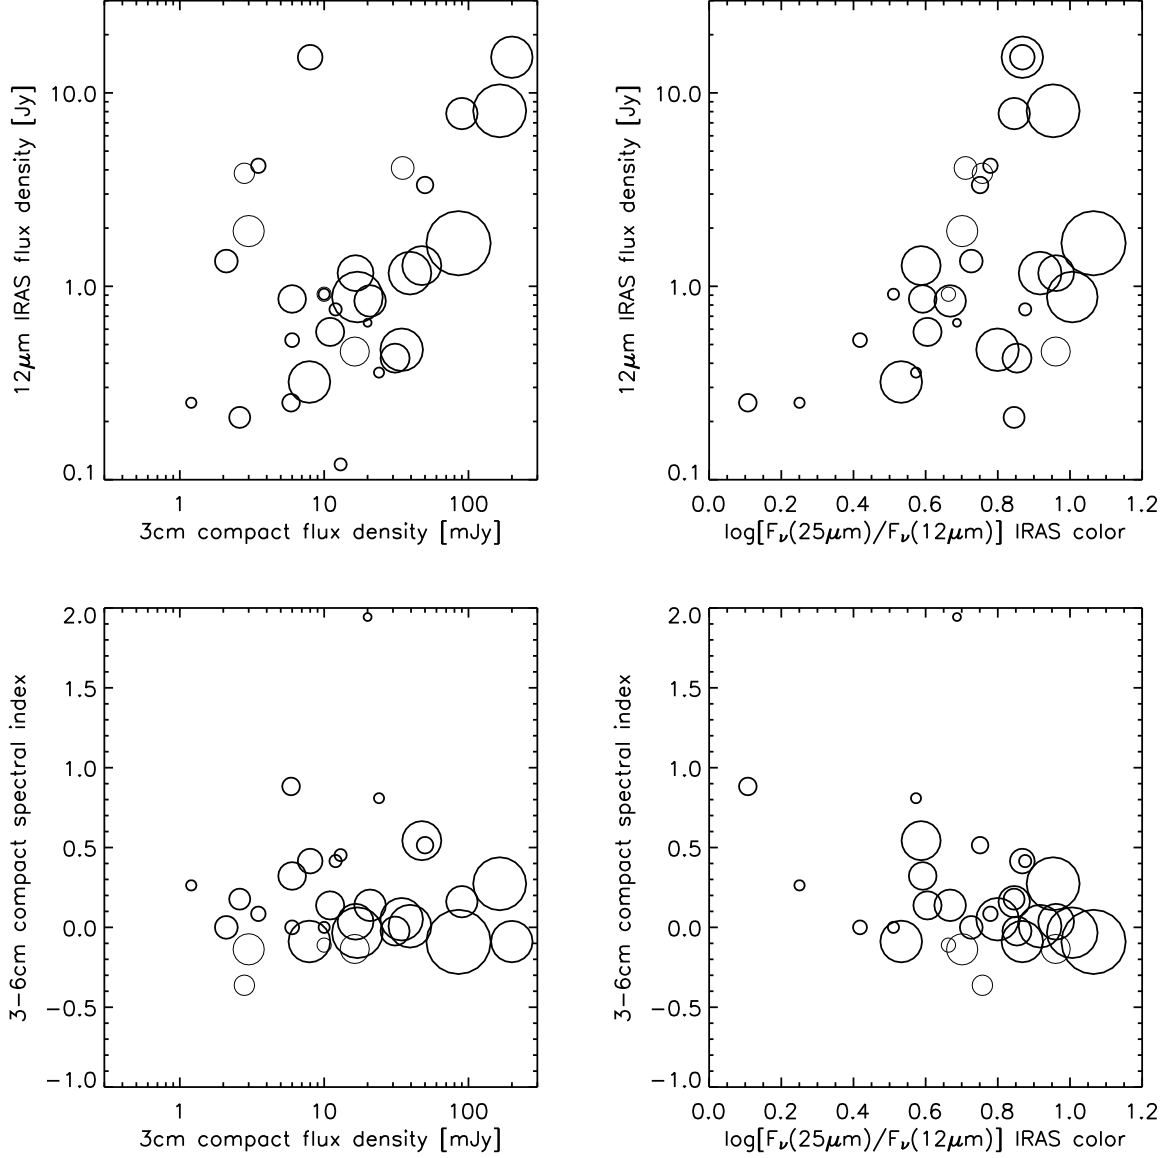 10.0
1.0
0.1
12μm IRAS flux density [Jy]
1 10 100
3cm compact flux density [mJy]
10.0
1.0
0.1
12μm IRAS flux density [Jy]
0.0 0.2 0.4 0.6 0.8 1.0 1.2
log[Fν(25μm)/Fν(12μm)] IRAS color
2.0
1.5
1.0
0.5
0.0
−0.5
−1.0
3−6cm compact spectral index
1 10 100
3cm compact flux density [mJy]
2.0
1.5
1.0
0.5
0.0
−0.5
−1.0
3−6cm compact spectral index
0.0 0.2 0.4 0.6 0.8 1.0 1.2
log[Fν(25μm)/Fν(12μm)] IRAS color